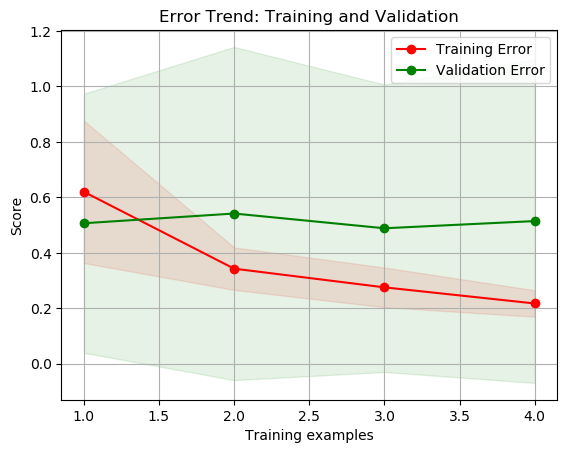 Error Trend: Training and Validation
Training Error
Validation Error
Score
1.2
1.0
0.8
0.6
0.4
0.2
0.0
1.0 1.5 2.0 2.5 3.0 3.5 4.0
Training examples